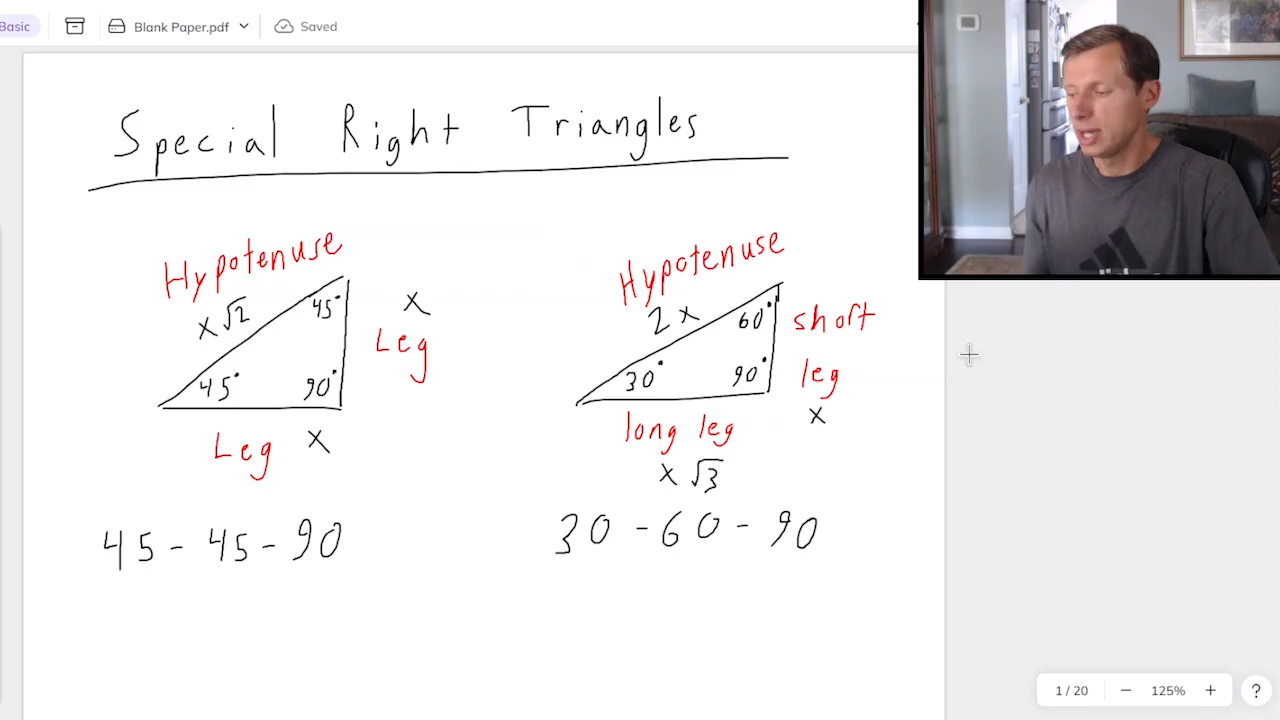 Basic
Blank Paper.pdf
Saved
Special Right Triangles
Hypotenuse
x√2
45°
x
Leg
45°
90°
Leg x
45-45-90
Hypotenuse
2x
60°
short
leg
x
30°
90°
long leg
x√3
30-60-90
1 / 20
125%
?